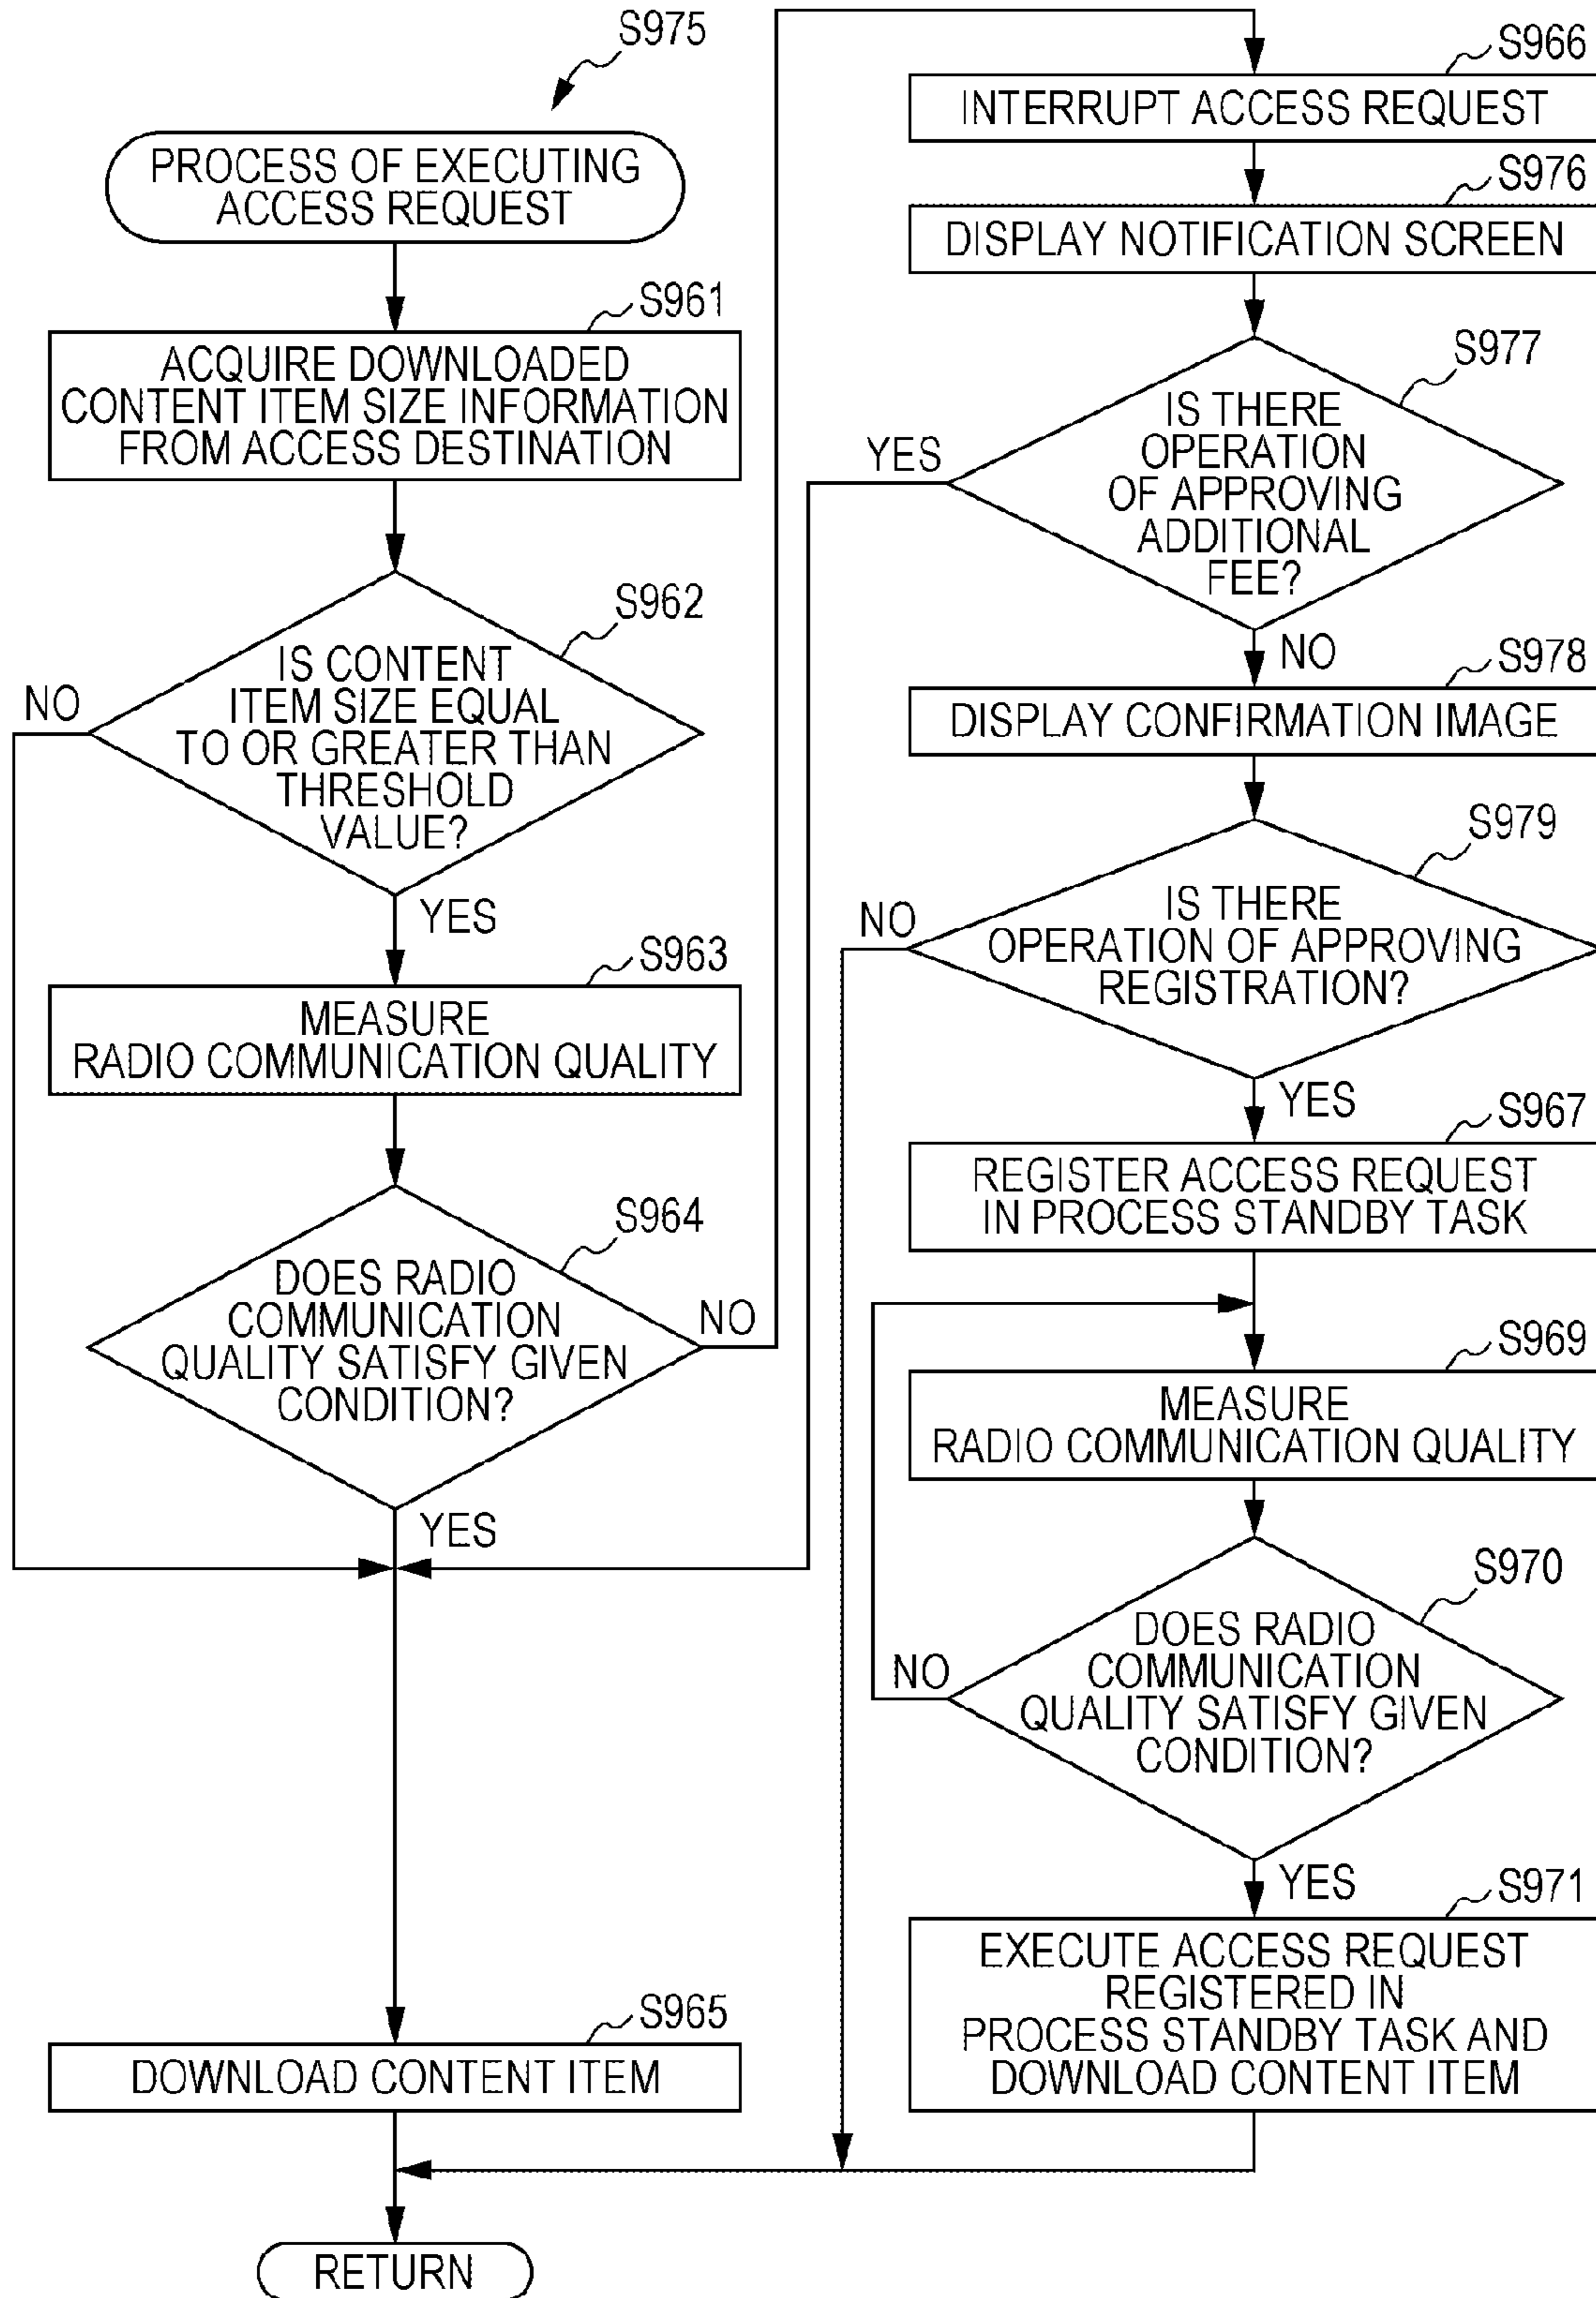 S975
PROCESS OF EXECUTING
ACCESS REQUEST
S961
ACQUIRE DOWNLOADED
CONTENT ITEM SIZE INFORMATION
FROM ACCESS DESTINATION
S962
IS CONTENT
ITEM SIZE EQUAL
TO OR GREATER THAN
THRESHOLD
VALUE?
NO
YES
S963
MEASURE
RADIO COMMUNICATION QUALITY
S964
DOES RADIO
COMMUNICATION
QUALITY SATISFY GIVEN
CONDITION?
NO
YES
S965
DOWNLOAD CONTENT ITEM
RETURN
S966
INTERRUPT ACCESS REQUEST
S976
DISPLAY NOTIFICATION SCREEN
S977
IS THERE
OPERATION
OF APPROVING
ADDITIONAL
FEE?
YES
NO
S978
DISPLAY CONFIRMATION IMAGE
S979
IS THERE
OPERATION OF APPROVING
REGISTRATION?
NO
YES
S967
REGISTER ACCESS REQUEST
IN PROCESS STANDBY TASK
S969
MEASURE
RADIO COMMUNICATION QUALITY
S970
DOES RADIO
COMMUNICATION
QUALITY SATISFY GIVEN
CONDITION?
NO
YES
S971
EXECUTE ACCESS REQUEST
REGISTERED IN
PROCESS STANDBY TASK AND
DOWNLOAD CONTENT ITEM